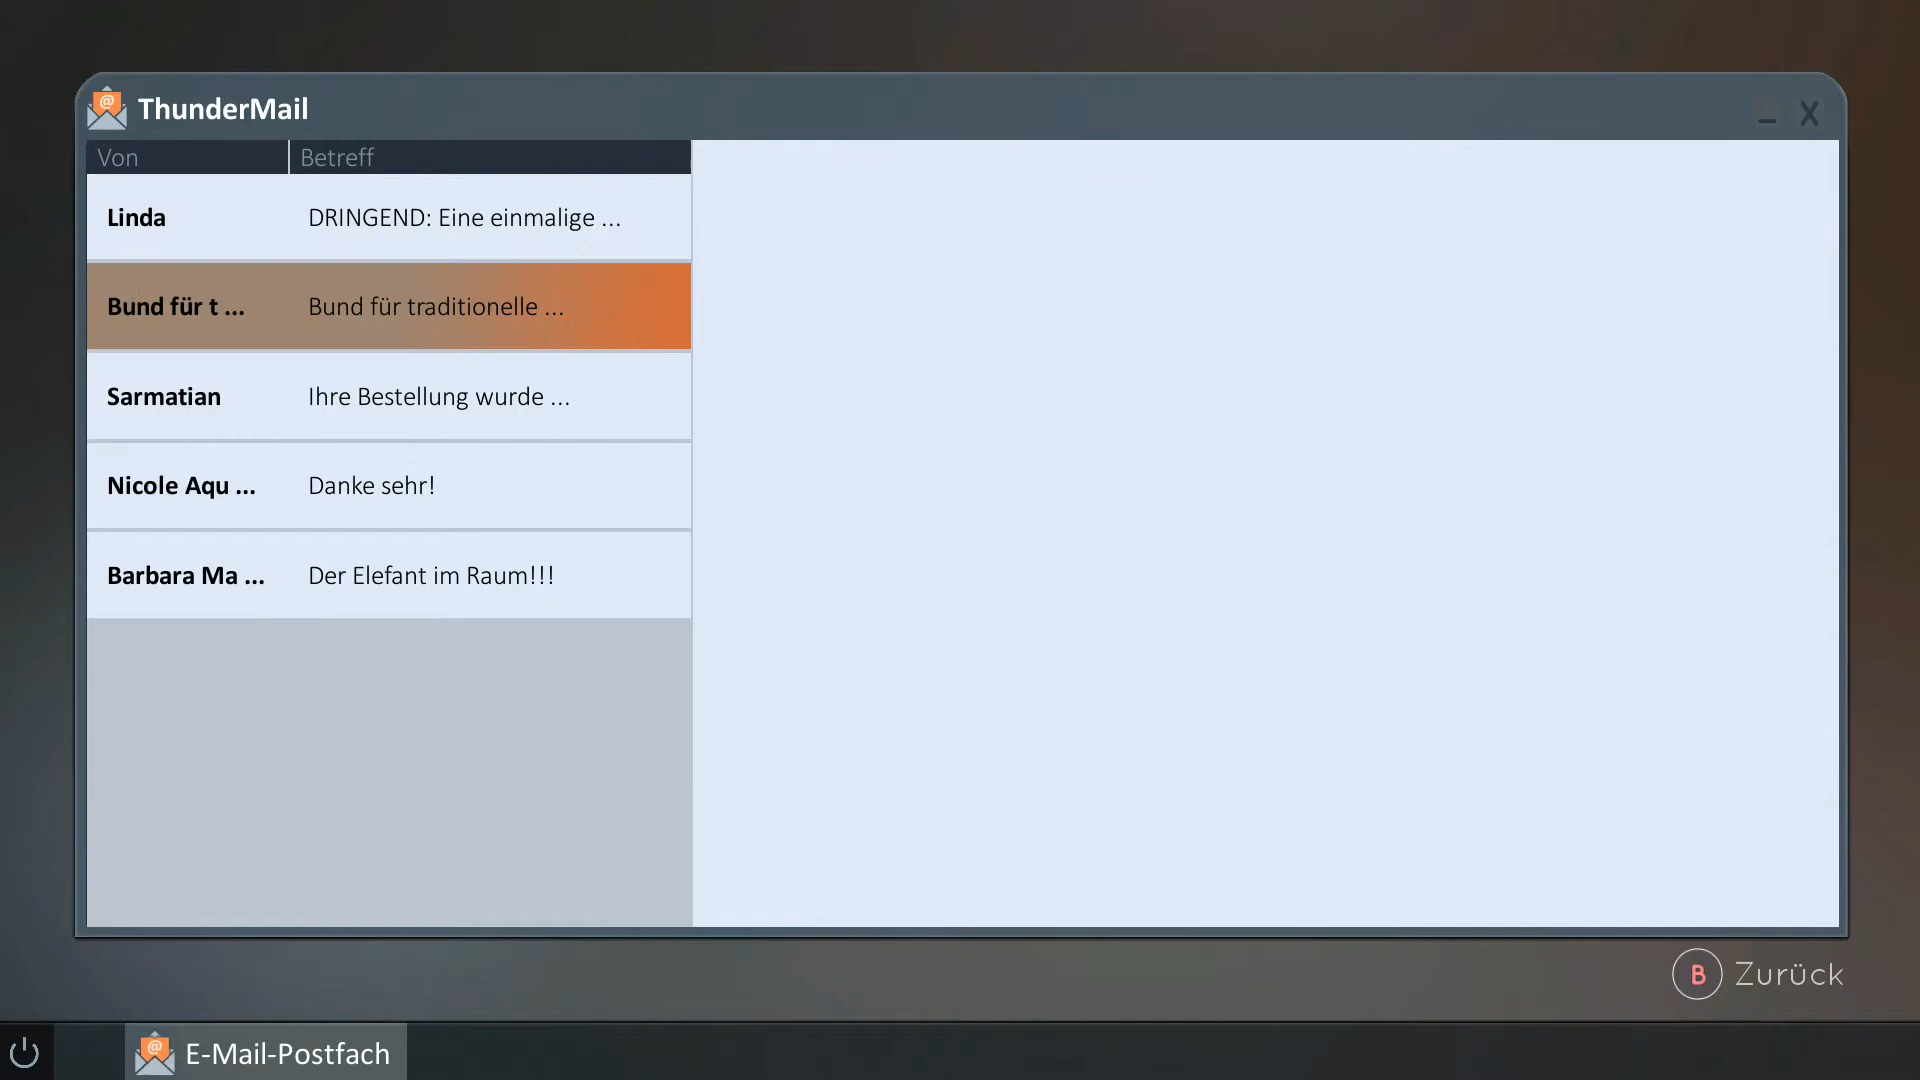 ThunderMail
Von Betreff
Linda DRINGEND: Eine einmalige ...
Bund für t ... Bund für traditionelle ...
Sarmatian Ihre Bestellung wurde ...
Nicole Aqu ... Danke sehr!
Barbara Ma ... Der Elefant im Raum!!!
B Zurück
E-Mail-Postfach